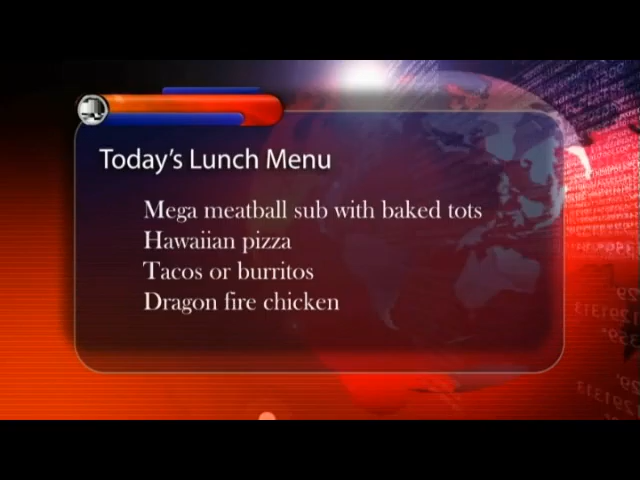 Today's Lunch Menu
Mega meatball sub with baked tots
Hawaiian pizza
Tacos or burritos
Dragon fire chicken